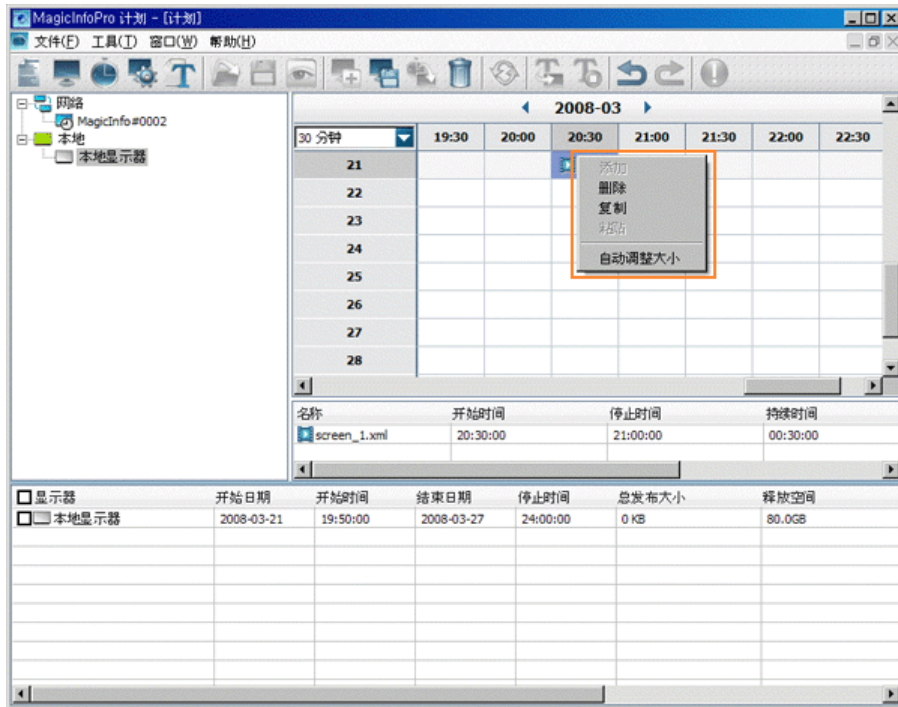 MagicInfoPro 计划 - [计划]
文件(F) 工具(T) 窗口(W) 帮助(H)
网络
MagicInfo#0002
本地
本地显示器
2008-03
30 分钟 19:30 20:00 20:30 21:00 21:30 22:00 22:30
21
22
23
24
25
26
27
28
添加
删除
复制
粘贴
自动调整大小
名称 开始时间 停止时间 持续时间
screen_1.xml 20:30:00 21:00:00 00:30:00
显示器 开始日期 开始时间 结束日期 停止时间 总发布大小 释放空间
本地显示器 2008-03-21 19:50:00 2008-03-27 24:00:00 0 KB 80.0GB